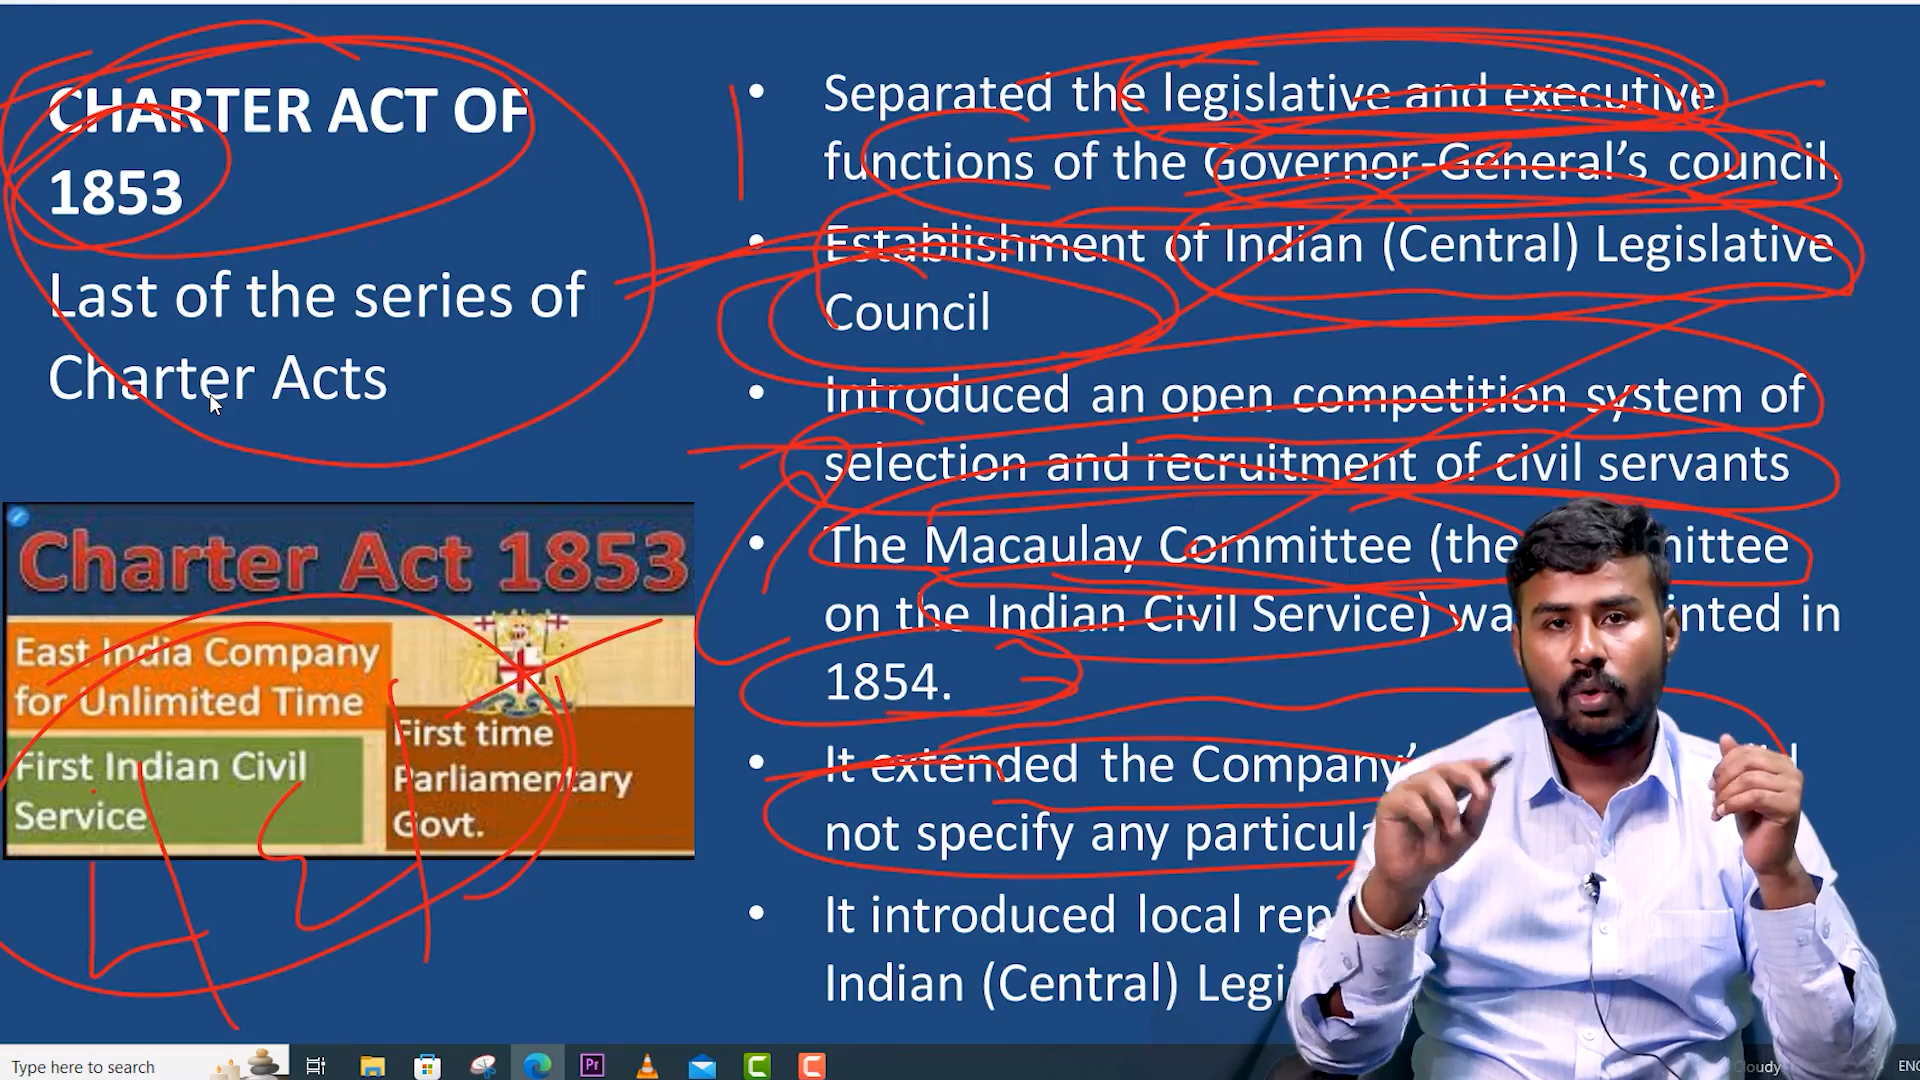 CHARTER ACT OF
1853
Last of the series of
Charter Acts
Charter Act 1853
East India Company
for Unlimited Time
First Indian Civil
Service
First time
Parliamentary
Govt.
• Separated the legislative and executive
functions of the Governor-General’s council.
• Establishment of Indian (Central) Legislative
Council
• Introduced an open competition system of
selection and recruitment of civil servants
• The Macaulay Committee (the
on the Indian Civil Service)
in
1854.
• It extended the Company’
not specify any
• It introduced local
Indian (Central)
Type here to search
Pr
Cloudy